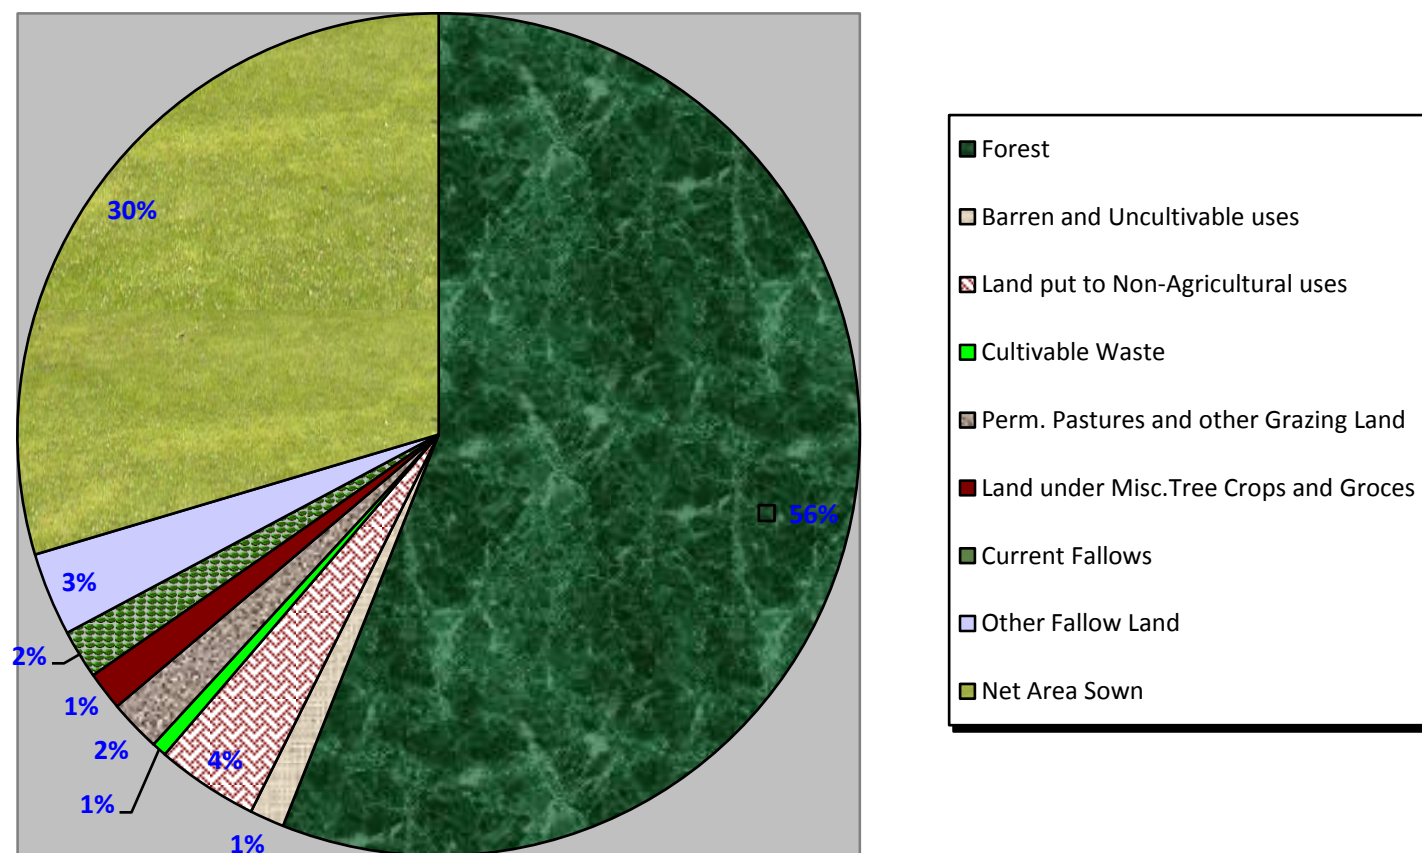 30%
56%
3%
2%
1%
2%
4%
1%
1%
Forest
Barren and Uncultivable uses
Land put to Non-Agricultural uses
Cultivable Waste
Perm. Pastures and other Grazing Land
Land under Misc.Tree Crops and Groces
Current Fallows
Other Fallow Land
Net Area Sown